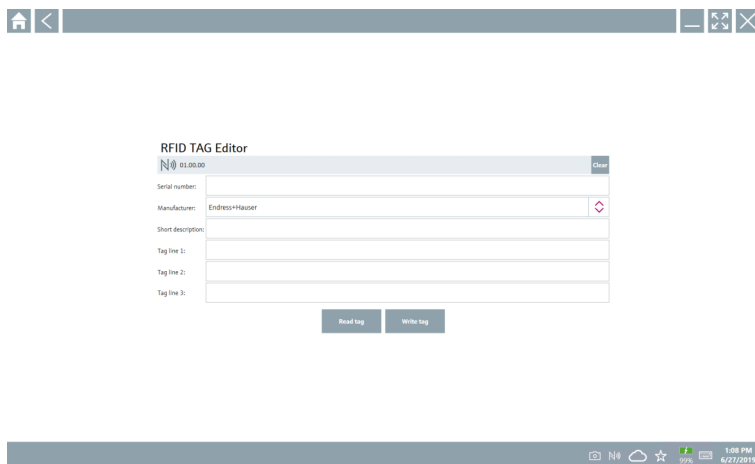 RFID TAG Editor
01.00.00 Clear
Serial number:
Manufacturer: Endress+Hauser
Short description:
Tag line 1:
Tag line 2:
Tag line 3:
Read tag Write tag
99% 1:08 PM
6/27/2019